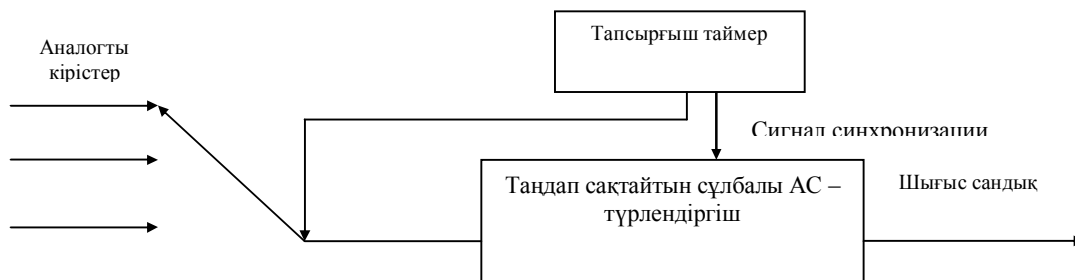 Тапсырғыш таймер
Аналогты
кірістер
Сигнал синхронизации
Таңдап сақтайтын сұлбалы АС –
түрлендіргіш
Шығыс сандық